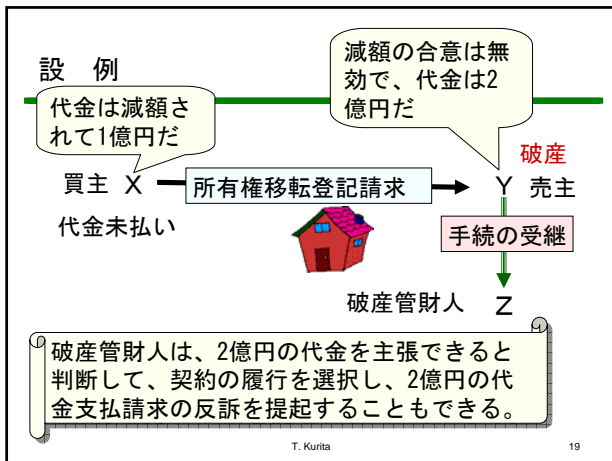 設　例
代金は減額さ
れて1億円だ
減額の合意は無
効で、代金は2
億円だ
破産
買主 X
所有権移転登記請求
Y 売主
代金未払い
手続の受継
破産管財人 Z
破産管財人は、2億円の代金を主張できると
判断して、契約の履行を選択し、2億円の代
金支払請求の反訴を提起することもできる。
T. Kurita
19